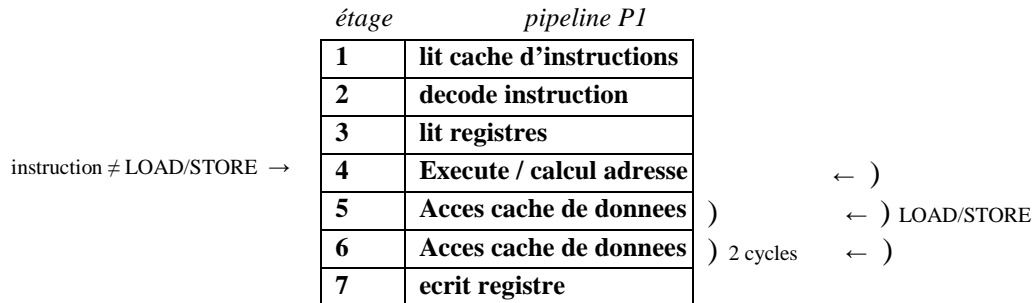 étage pipeline P1
1 lit cache d'instructions
2 decode instruction
3 lit registres
instruction ≠ LOAD/STORE → 4 Execute / calcul adresse ← )
5 Acces cache de donnees ) ← ) LOAD/STORE
6 Acces cache de donnees ) 2 cycles ← )
7 ecrit registre